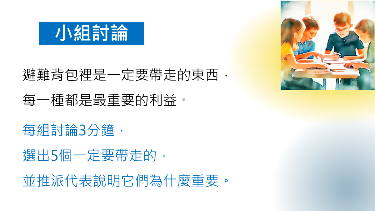 小組討論
避難背包裡是一定要帶走的東西，
每一種都是最重要的利益。
每組討論3分鐘，
選出5個一定要帶走的，
並推派代表說明它們為什麼重要。